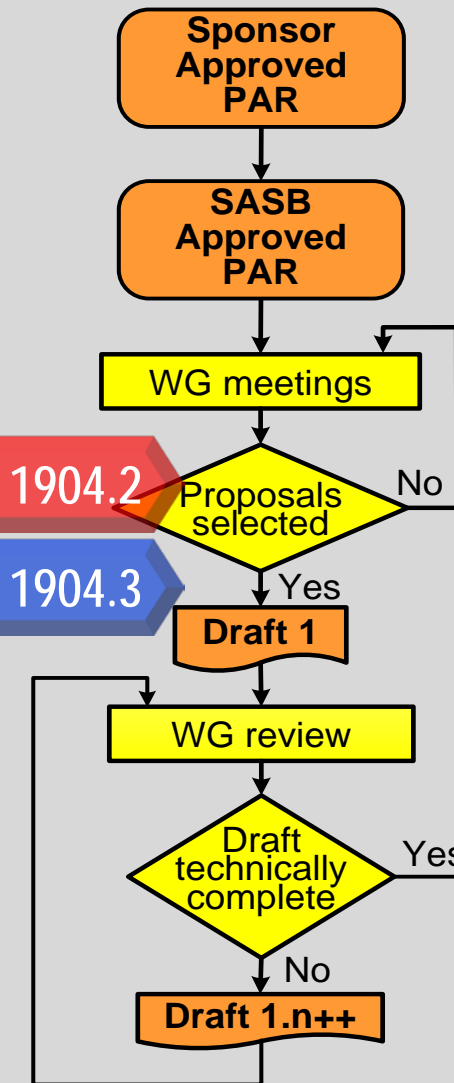 Sponsor
Approved
PAR
SASB
Approved
PAR
WG meetings
1904.2
Proposals
selected
No
1904.3
Yes
Draft 1
WG review
Draft
technically
complete
Yes
No
Draft 1.n++